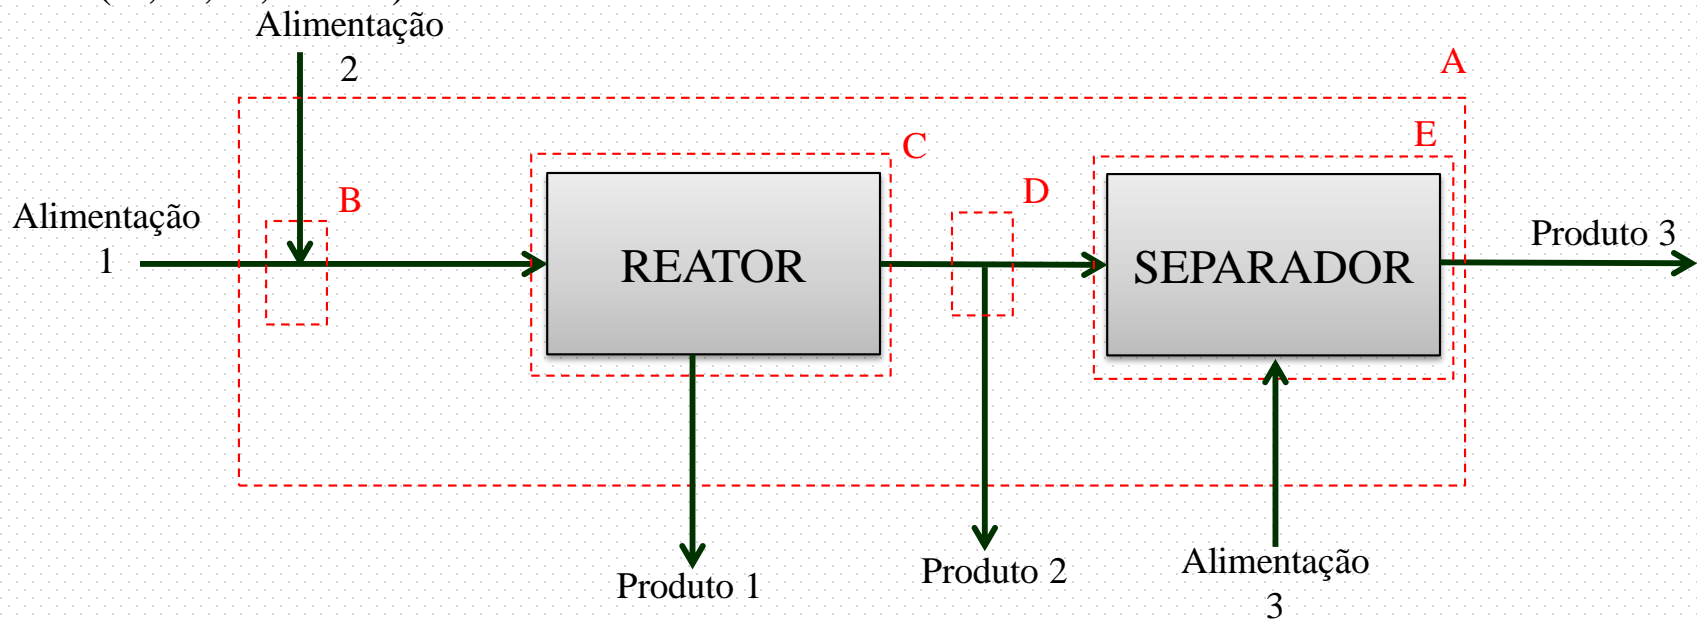 Alimentação
2
A
C
E
B
D
Alimentação
1
REATOR
SEPARADOR
Produto 3
Produto 1
Produto 2
Alimentação
3